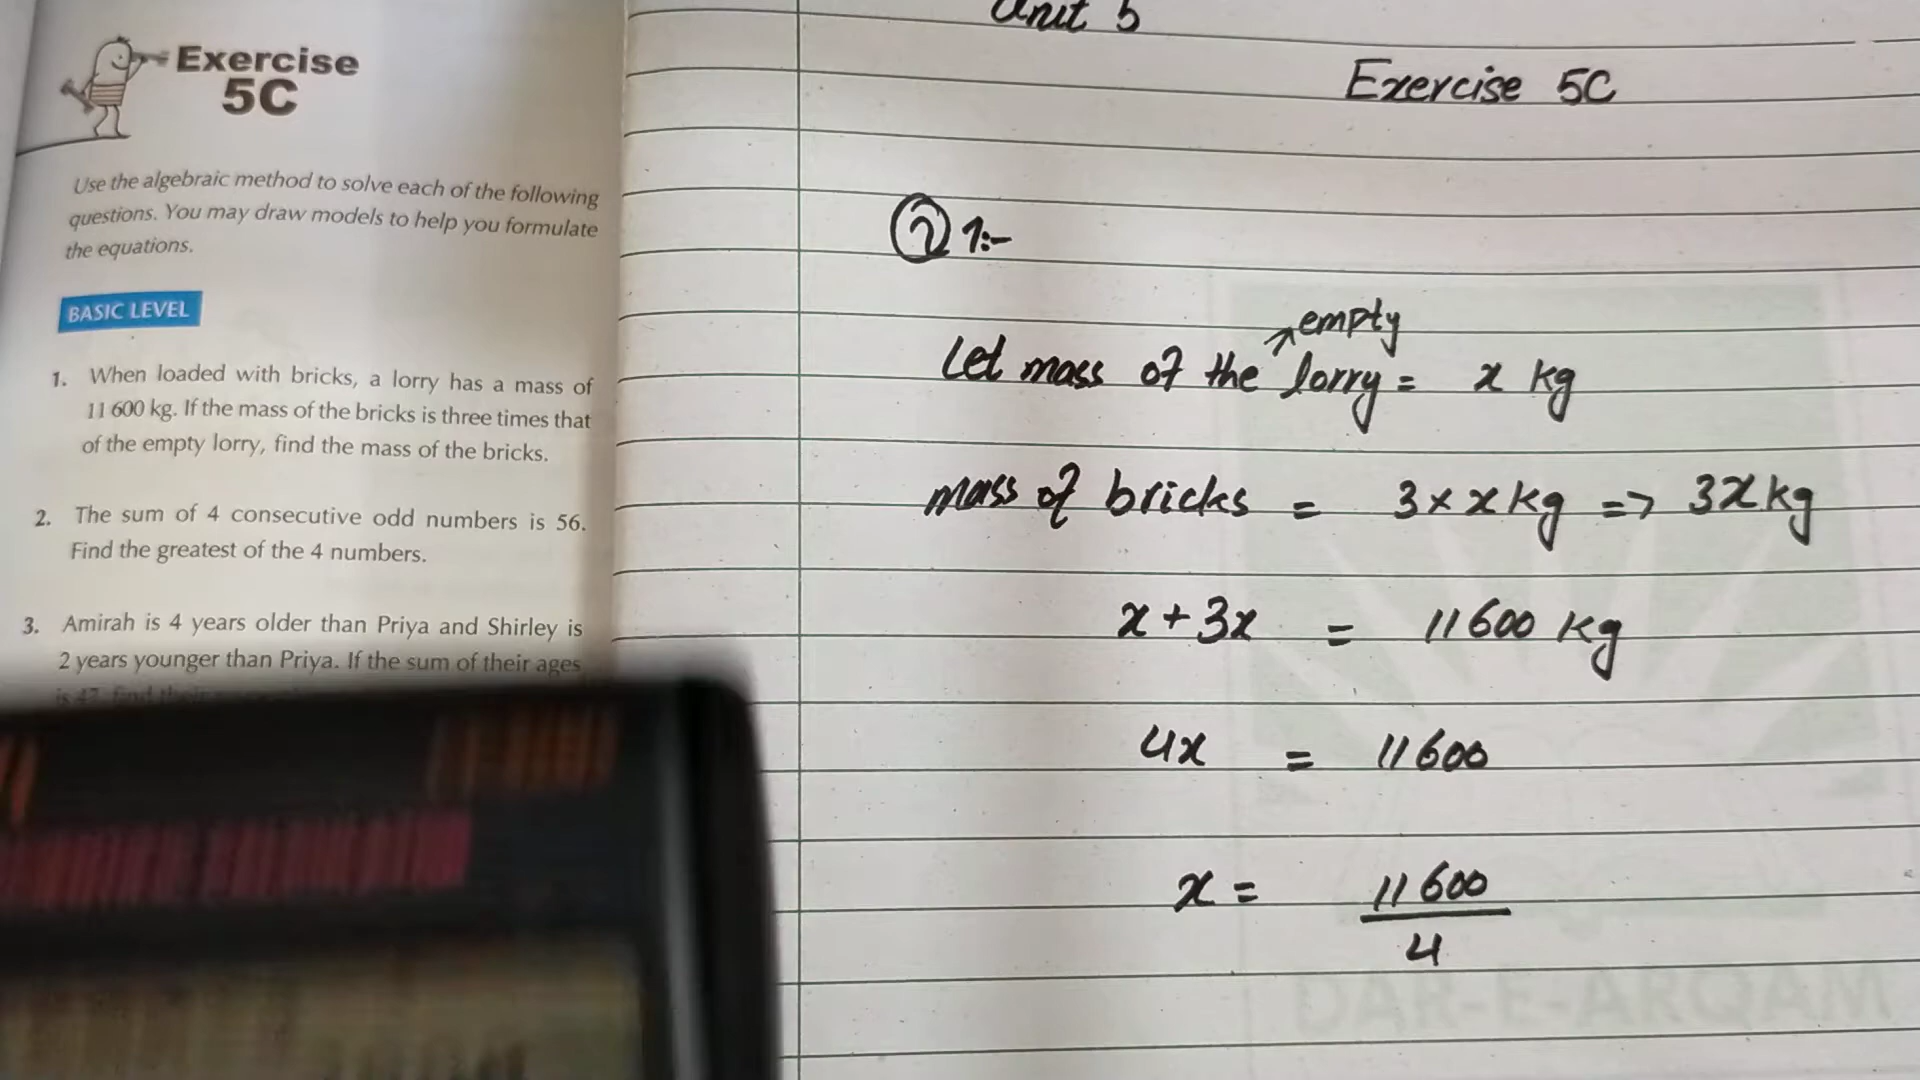 Exercise
5C
Use the algebraic method to solve each of the following
questions. You may draw models to help you formulate
the equations.
BASIC LEVEL
1. When loaded with bricks, a lorry has a mass of
11 600 kg. If the mass of the bricks is three times that
of the empty lorry, find the mass of the bricks.
2. The sum of 4 consecutive odd numbers is 56.
Find the greatest of the 4 numbers.
3. Amirah is 4 years older than Priya and Shirley is
2 years younger than Priya. If the sum of their ages
is 47, find their
Unit 5
Exercise 5C
Q 1:-
empty
Let mass of the lorry = x kg
mass of bricks = 3 × x kg => 3x kg
x + 3x = 11600 kg
4x = 11600
x = 11600
4
DAR-E-ARQAM